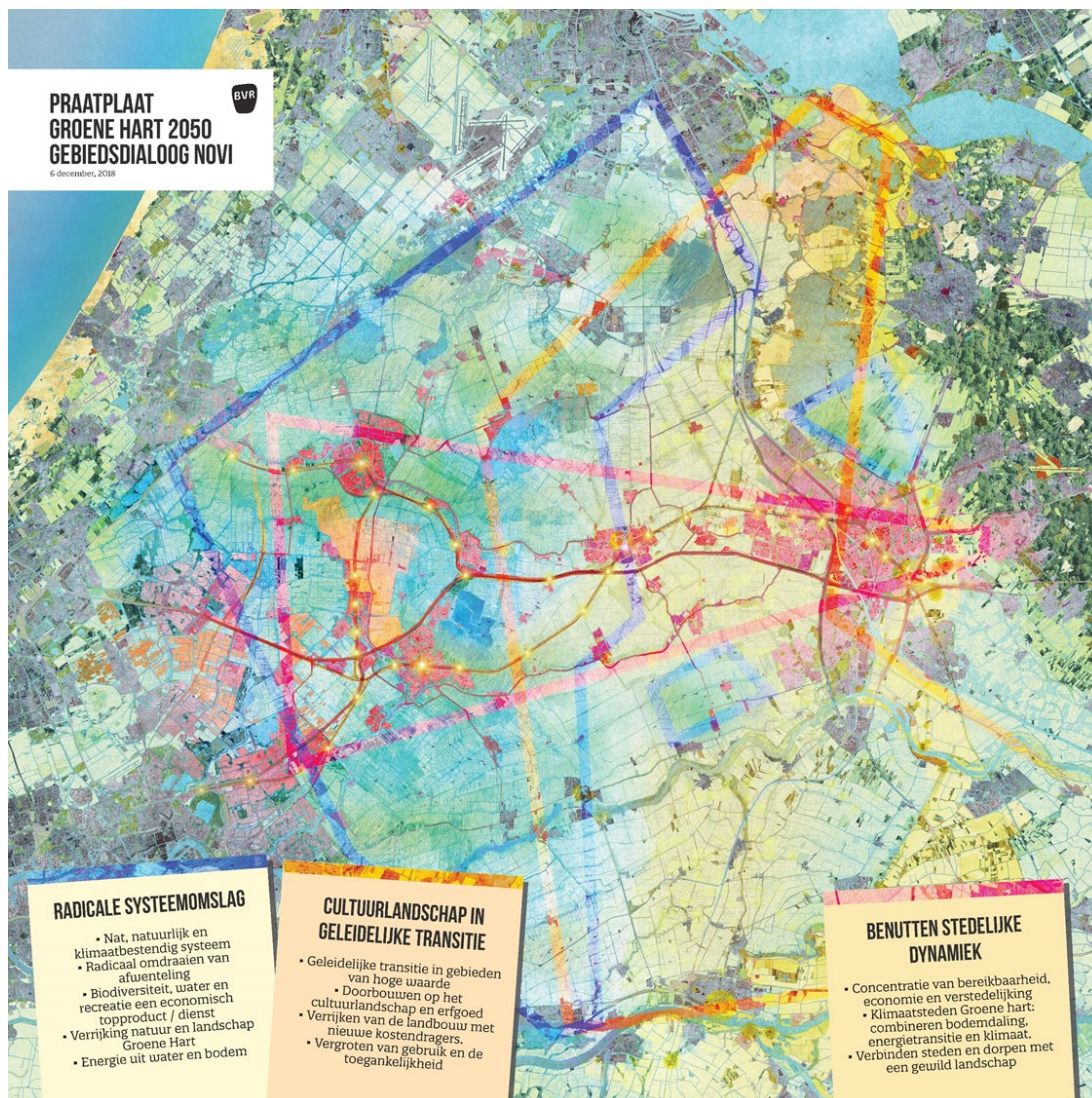 PRAATPLAAT
GROENE HART 2050
GEBIEDSDIALOOG NOVI
6 december, 2018
BVR
RADICALE SYSTEEMOMSLAG
• Nat, natuurlijk en
klimaatbestendig systeem
• Radicaal omdraaien van
afwenteling
• Biodiversiteit, water en
recreatie een economisch
topproduct / dienst
• Verrijking natuur en landschap
Groene Hart
• Energie uit water en bodem
CULTUURLANDSCHAP IN
GELEIDELIJKE TRANSITIE
• Geleidelijke transitie in gebieden
van hoge waarde
• Doorbouwen op het
cultuurlandschap en erfgoed
• Verrijken van de landbouw met
nieuwe kostendragers.
• Vergroten van gebruik en de
toegankelijkheid
BENUTTEN STEDELIJKE
DYNAMIEK
• Concentratie van bereikbaarheid,
economie en verstedelijking
• Klimaatsteden Groene hart:
combineren bodemdaling,
energietransitie en klimaat,
• Verbinden steden en dorpen met
een gewild landschap